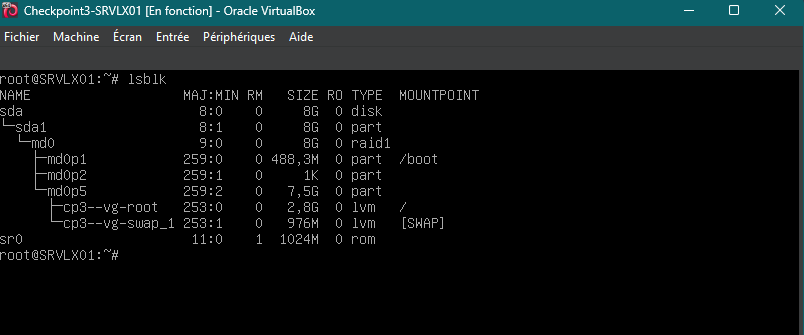 Checkpoint3-SRVLX01 [En fonction] - Oracle VirtualBox
Fichier Machine Écran Entrée Périphériques Aide
root@SRVLX01:~# lsblk
NAME                  MAJ:MIN RM   SIZE RO TYPE  MOUNTPOINT
sda                     8:0    0     8G  0 disk
└─sda1                  8:1    0     8G  0 part
  └─md0                 9:0    0     8G  0 raid1
    ├─md0p1           259:0    0 488,3M  0 part  /boot
    ├─md0p2           259:1    0     1K  0 part
    └─md0p5           259:2    0   7,5G  0 part
      ├─cp3--vg-root  253:0    0   2,8G  0 lvm   /
      └─cp3--vg-swap_1 253:1   0   976M  0 lvm   [SWAP]
sr0                    11:0    1  1024M  0 rom
root@SRVLX01:~#